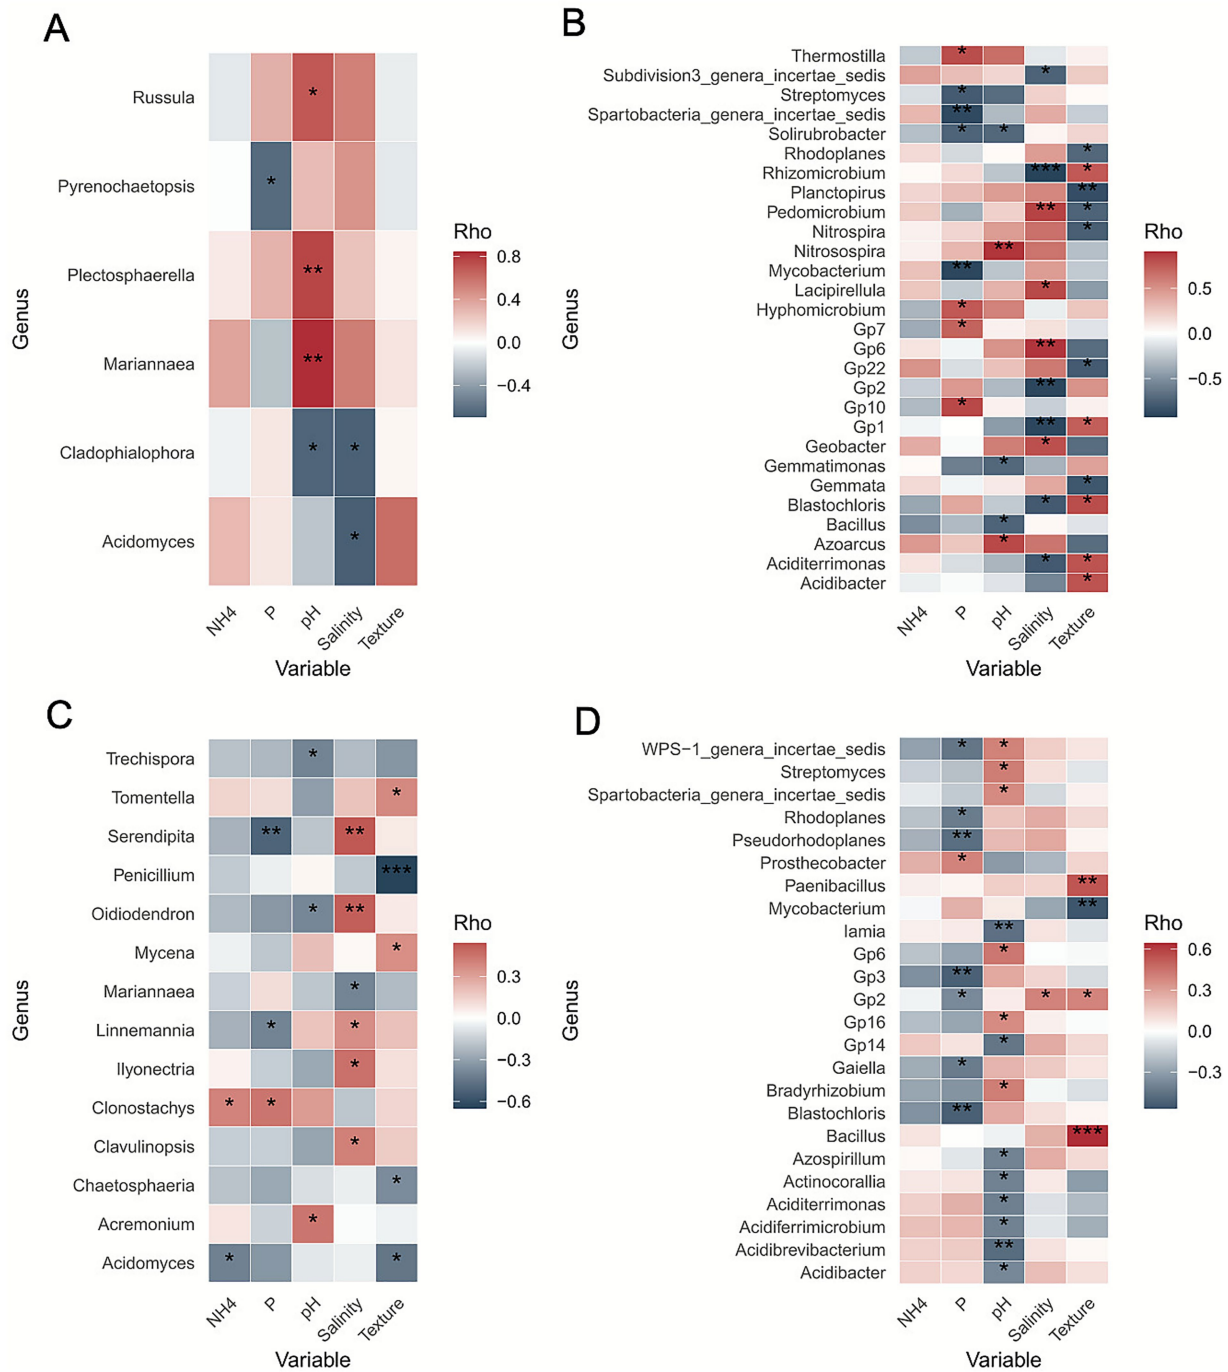 A
Russula
*
Pyrenochaetopsis
*
Plectosphaerella
**
Mariannaea
**
Cladophialophora
* *
Acidomyces
*
Genus
NH4 P pH Salinity Texture
Variable
Rho
0.8
0.4
0.0
−0.4
B
Thermostilla
*
Subdivision3_genera_incertae_sedis
*
Streptomyces
*
Spartobacteria_genera_incertae_sedis
**
Solirubrobacter
* *
Rhodoplanes
*
Rhizomicrobium
*** *
Planctopirus
**
Pedomicrobium
** *
Nitrospira
*
Nitrosospira
**
Mycobacterium
**
Lacipirellula
*
Hyphomicrobium
*
Gp7
*
Gp6
**
Gp22
*
Gp2
**
Gp10
*
Gp1
** *
Geobacter
*
Gemmatimonas
*
Gemmata
*
Blastochloris
* *
Bacillus
*
Azoarcus
*
Aciditerrimonas
* *
Acidibacter
*
Genus
NH4 P pH Salinity Texture
Variable
Rho
0.5
0.0
−0.5
C
Trechispora
*
Tomentella
*
Serendipita
** **
Penicillium
***
Oidiodendron
* **
Mycena
*
Mariannaea
*
Linnemannia
* *
Ilyonectria
*
Clonostachys
* *
Clavulinopsis
*
Chaetosphaeria
*
Acremonium
*
Acidomyces
* *
Genus
NH4 P pH Salinity Texture
Variable
Rho
0.3
0.0
−0.3
−0.6
D
WPS−1_genera_incertae_sedis
* *
Streptomyces
*
Spartobacteria_genera_incertae_sedis
*
Rhodoplanes
*
Pseudorhodoplanes
**
Prosthecobacter
*
Paenibacillus
**
Mycobacterium
**
Iamia
**
Gp6
*
Gp3
**
Gp2
* * *
Gp16
*
Gp14
*
Gaiella
*
Bradyrhizobium
*
Blastochloris
**
Bacillus
***
Azospirillum
*
Actinocorallia
*
Aciditerrimonas
*
Acidiferrimicrobium
*
Acidibrevibacterium
**
Acidibacter
*
Genus
NH4 P pH Salinity Texture
Variable
Rho
0.6
0.3
0.0
−0.3